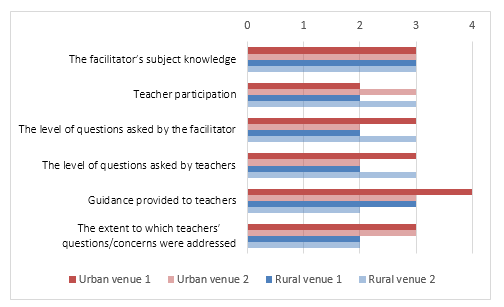 0 1 2 3 4
The facilitator's subject knowledge
Teacher participation
The level of questions asked by the facilitator
The level of questions asked by teachers
Guidance provided to teachers
The extent to which teachers'
questions/concerns were addressed
Urban venue 1 Urban venue 2 Rural venue 1 Rural venue 2